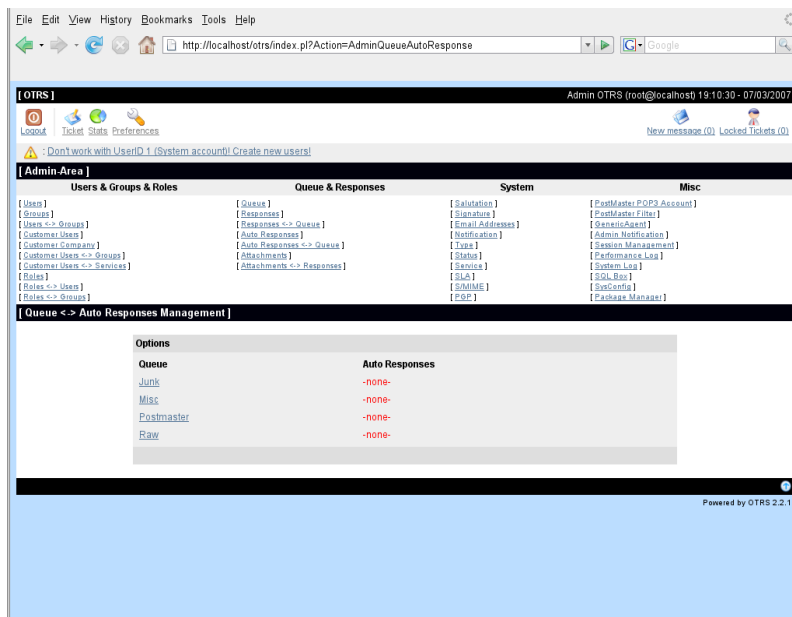 File Edit View History Bookmarks Tools Help
http://localhost/otrs/index.pl?Action=AdminQueueAutoResponse
G Google
[ OTRS ] Admin OTRS (root@localhost) 19:10:30 - 07/03/2007
Logout Ticket Stats Preferences New message (0) Locked Tickets (0)
: Don't work with UserID 1 (System account)! Create new users!
[ Admin-Area ]
Users & Groups & Roles Queue & Responses System Misc
[ Users ] [ Queue ] [ Salutation ] [ PostMaster POP3 Account ]
[ Groups ] [ Responses ] [ Signature ] [ PostMaster Filter ]
[ Users <-> Groups ] [ Responses <-> Queue ] [ Email Addresses ] [ GenericAgent ]
[ Customer Users ] [ Auto Responses ] [ Notification ] [ Admin Notification ]
[ Customer Company ] [ Auto Responses <-> Queue ] [ Type ] [ Session Management ]
[ Customer Users <-> Groups ] [ Attachments ] [ Status ] [ Performance Log ]
[ Customer Users <-> Services ] [ Attachments <-> Responses ] [ Service ] [ System Log ]
[ Roles ] [ SLA ] [ SQL Box ]
[ Roles <-> Users ] [ S/MIME ] [ SysConfig ]
[ Roles <-> Groups ] [ PGP ] [ Package Manager ]
[ Queue <-> Auto Responses Management ]
Options
Queue Auto Responses
Junk -none-
Misc -none-
Postmaster -none-
Raw -none-
Powered by OTRS 2.2.1